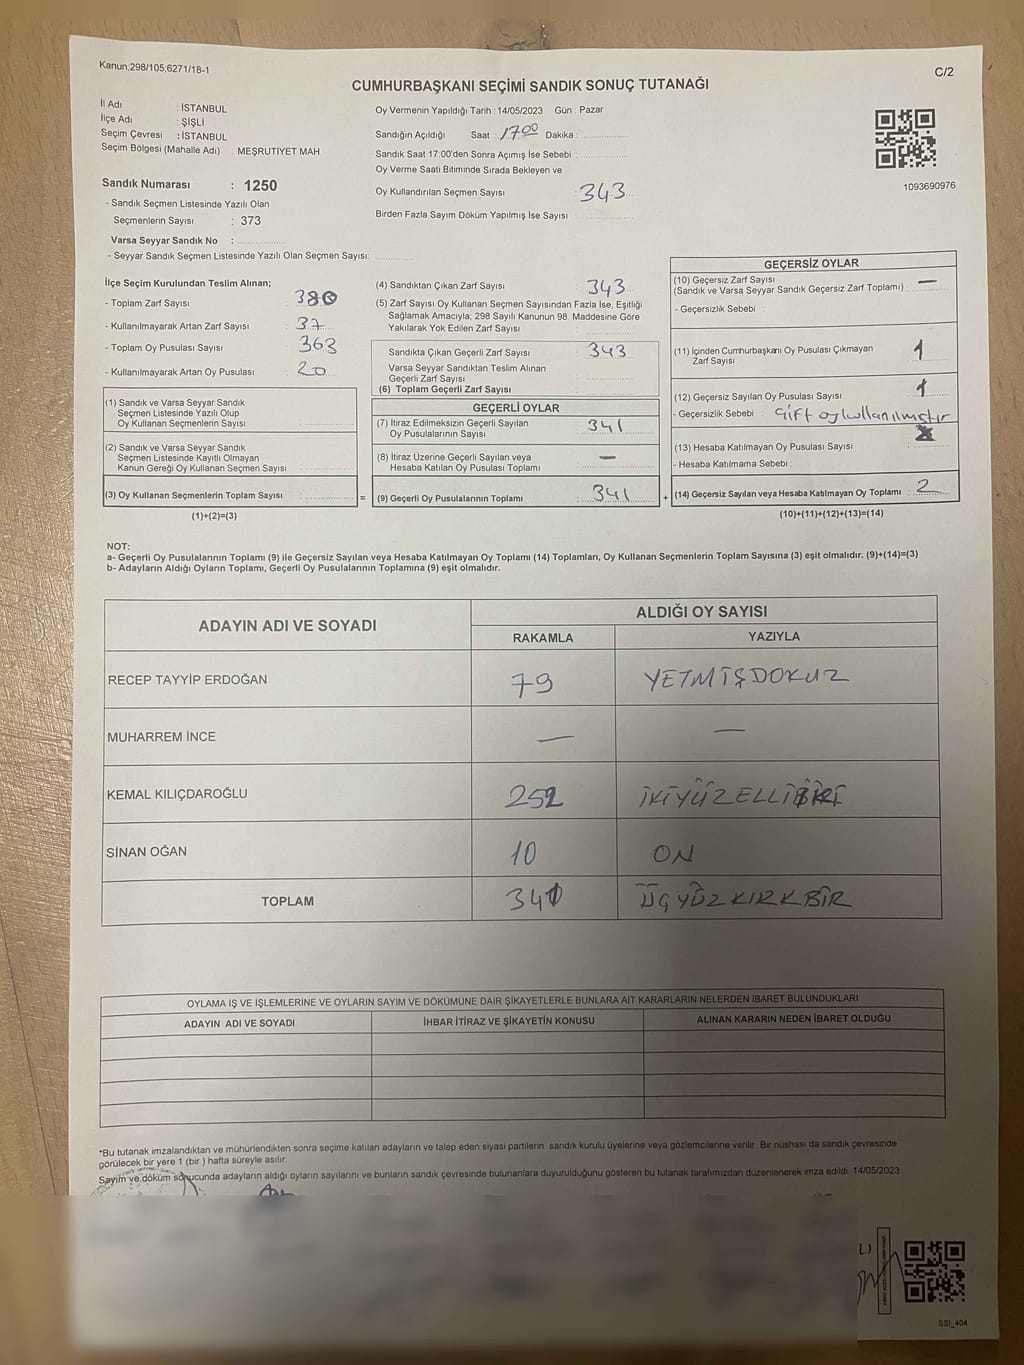 Kanun;298/105;6271/18-1
C/2
CUMHURBAŞKANI SEÇİMİ SANDIK SONUÇ TUTANAĞI
İl Adı : İSTANBUL
İlçe Adı : ŞİŞLİ
Seçim Çevresi : İSTANBUL
Seçim Bölgesi (Mahalle Adı) : MEŞRUTİYET MAH
Sandık Numarası : 1250
- Sandık Seçmen Listesinde Yazılı Olan
Seçmenlerin Sayısı : 373
Varsa Seyyar Sandık No :
- Seyyar Sandık Seçmen Listesinde Yazılı Olan Seçmen Sayısı:
Oy Vermenin Yapıldığı Tarih : 14/05/2023 Gün : Pazar
Sandığın Açıldığı Saat : 17 00 Dakika :
Sandık Saat 17:00'den Sonra Açımış İse Sebebi :
Oy Verme Saati Bitiminde Sırada Bekleyen ve
Oy Kullandırılan Seçmen Sayısı : 343
Birden Fazla Sayım Döküm Yapılmış İse Sayısı :
1093690976
İlçe Seçim Kurulundan Teslim Alınan;
- Toplam Zarf Sayısı : 380
- Kullanılmayarak Artan Zarf Sayısı : 37
- Toplam Oy Pusulası Sayısı : 363
- Kullanılmayarak Artan Oy Pusulası : 20
(1) Sandık ve Varsa Seyyar Sandık
Seçmen Listesinde Yazılı Olup
Oy Kullanan Seçmenlerin Sayısı :
(2) Sandık ve Varsa Seyyar Sandık
Seçmen Listesinde Kayıtlı Olmayan
Kanun Gereği Oy Kullanan Seçmen Sayısı :
(3) Oy Kullanan Seçmenlerin Toplam Sayısı :
(1)+(2)=(3)
=
(4) Sandıktan Çıkan Zarf Sayısı : 343
(5) Zarf Sayısı Oy Kullanan Seçmen Sayısından Fazla İse, Eşitliği
Sağlamak Amacıyla; 298 Sayılı Kanunun 98. Maddesine Göre
Yakılarak Yok Edilen Zarf Sayısı :
Sandıkta Çıkan Geçerli Zarf Sayısı : 343
Varsa Seyyar Sandıktan Teslim Alınan
Geçerli Zarf Sayısı :
(6) Toplam Geçerli Zarf Sayısı :
GEÇERLİ OYLAR
(7) İtiraz Edilmeksizin Geçerli Sayılan
Oy Pusulalarının Sayısı : 341
(8) İtiraz Üzerine Geçerli Sayılan veya
Hesaba Katılan Oy Pusulası Toplamı : —
(9) Geçerli Oy Pusulalarının Toplamı : 341
+
GEÇERSİZ OYLAR
(10) Geçersiz Zarf Sayısı
(Sandık ve Varsa Seyyar Sandık Geçersiz Zarf Toplamı) : —
- Geçersizlik Sebebi :
(11) İçinden Cumhurbaşkanı Oy Pusulası Çıkmayan
Zarf Sayısı : 1
(12) Geçersiz Sayılan Oy Pusulası Sayısı : 1
- Geçersizlik Sebebi : Çift oy kullanılmıştır
(13) Hesaba Katılmayan Oy Pusulası Sayısı :
- Hesaba Katılmama Sebebi :
(14) Geçersiz Sayılan veya Hesaba Katılmayan Oy Toplamı : 2
(10)+(11)+(12)+(13)=(14)
NOT:
a- Geçerli Oy Pusulalarının Toplamı (9) ile Geçersiz Sayılan veya Hesaba Katılmayan Oy Toplamı (14) Toplamları, Oy Kullanan Seçmenlerin Toplam Sayısına (3) eşit olmalıdır. (9)+(14)=(3)
b- Adayların Aldığı Oyların Toplamı, Geçerli Oy Pusulalarının Toplamına (9) eşit olmalıdır.
ADAYIN ADI VE SOYADI
ALDIĞI OY SAYISI
RAKAMLA YAZIYLA
RECEP TAYYİP ERDOĞAN 79 YETMİŞDOKUZ
MUHARREM İNCE — —
KEMAL KILIÇDAROĞLU 252 İKİYÜZELLİ
SİNAN OĞAN 10 ON
TOPLAM 341 ÜÇYÜZKIRKBİR
OYLAMA İŞ VE İŞLEMLERİNE VE OYLARIN SAYIM VE DÖKÜMÜNE DAİR ŞİKAYETLERLE BUNLARA AİT KARARLARIN NELERDEN İBARET BULUNDUKLARI
ADAYIN ADI VE SOYADI İHBAR İTİRAZ VE ŞİKAYETİN KONUSU ALINAN KARARIN NEDEN İBARET OLDUĞU
*Bu tutanak imzalandıktan ve mühürlendikten sonra seçime katılan adayların ve talep eden siyasi partilerin sandık kurulu üyelerine veya gözlemcilerine verilir. Bir nüshası da sandık çevresinde
görülecek bir yere 1 (bir) hafta süreyle asılır.
Sayım ve döküm sonucunda adayların aldığı oyların sayılarını ve bunların sandık çevresinde bulunanlara duyurulduğunu gösteren bu tutanak tarafımızdan düzenlenerek imza edildi. 14/05/2023
SSI_404